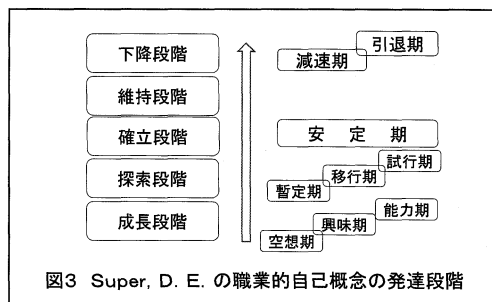 下降段階
維持段階
確立段階
探索段階
成長段階
引退期
減速期
安 定 期
試行期
移行期
暫定期
能力期
興味期
空想期
図3 Super, D. E. の職業的自己概念の発達段階